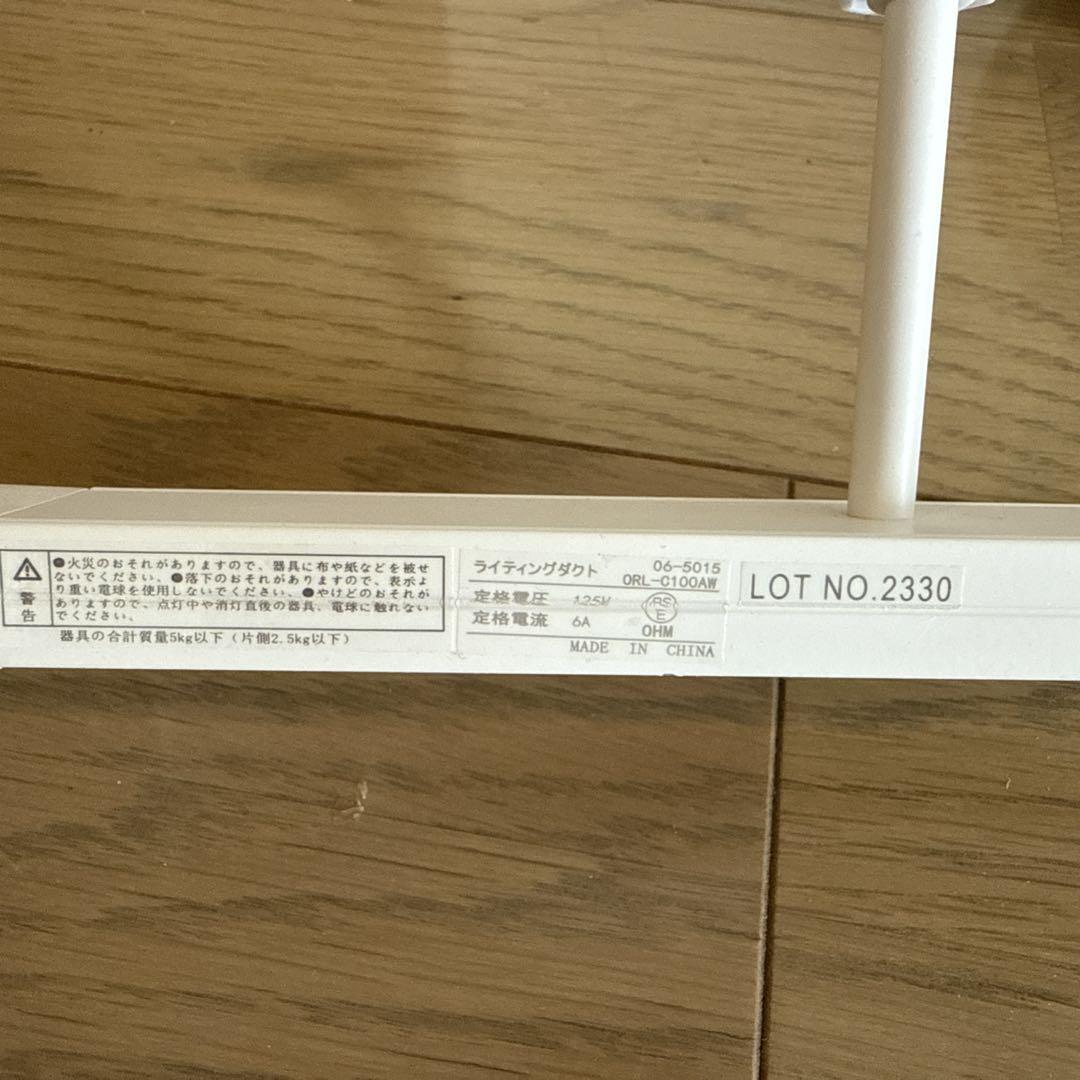 警告
●火災のおそれがありますので、器具に布や紙などを被せ
ないでください。●落下のおそれがありますので、表示よ
り重い電球を使用しないでください。●やけどのおそれが
ありますので、点灯中や消灯直後の器具、電球に触れない
でください。
器具の合計質量5kg以下(片側2.5kg以下)
ライティングダクト 06-5015
ORL-C100AW
定格電圧 125V
定格電流 6A
PS
E
OHM
MADE IN CHINA
LOT NO.2330